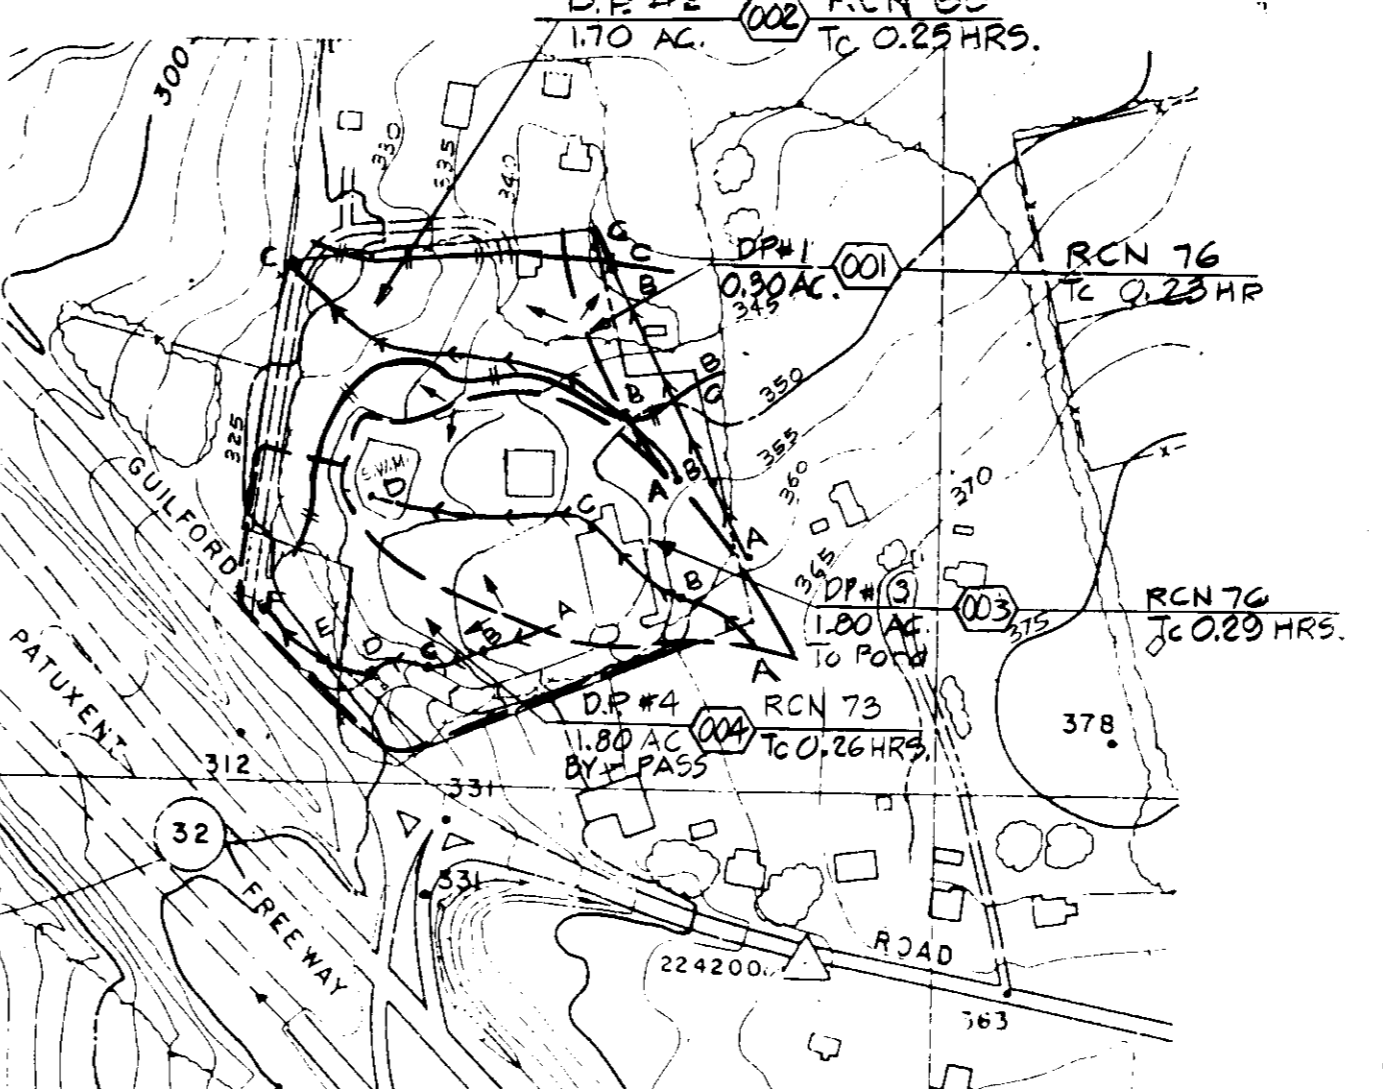 D.P. #2 002 RCN
1.70 AC. Tc 0.25 HRS.
300
330
335
340
C
G
C
B
DP#1 001 RCN 76
0.30 AC. Tc 0.23 HR
345
B
B
C
350
325
355
360
370
S.W.M.
D
C
A
B
A
GUILFORD
365
B
DP# 3 003 RCN 76
1.80 AC. Tc 0.29 HRS.
To Pond
375
F
E
D
C
B
A
A
PATUXENT
D.P. #4 004 RCN 73
1.80 AC Tc 0.26 HRS.
BY-PASS
378
312
331
32
FREEWAY
331
ROAD
224200
363